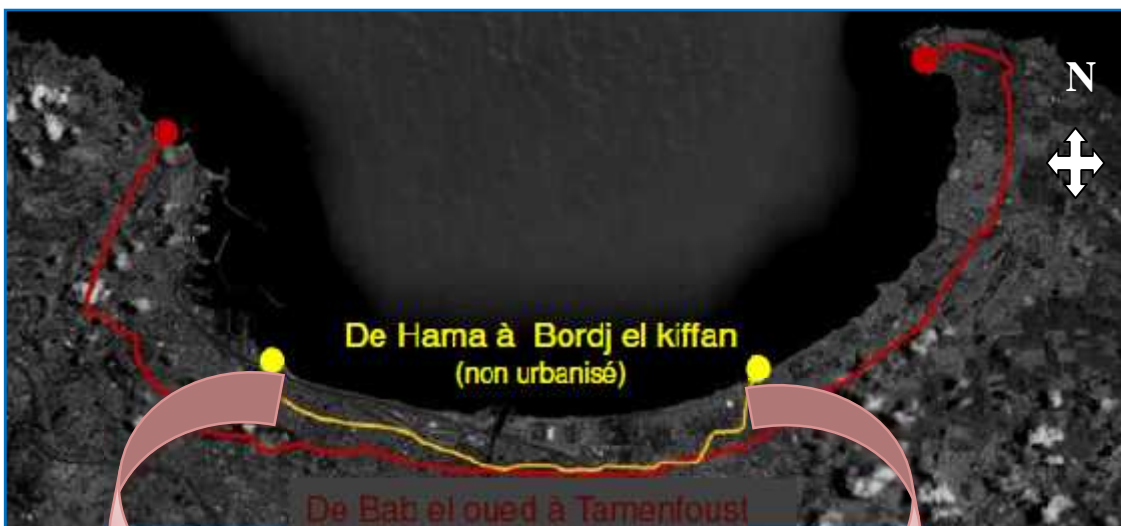 N
De Hama à Bordj el kiffan
(non urbanisé)
De Bab el oued à Tamenfoust